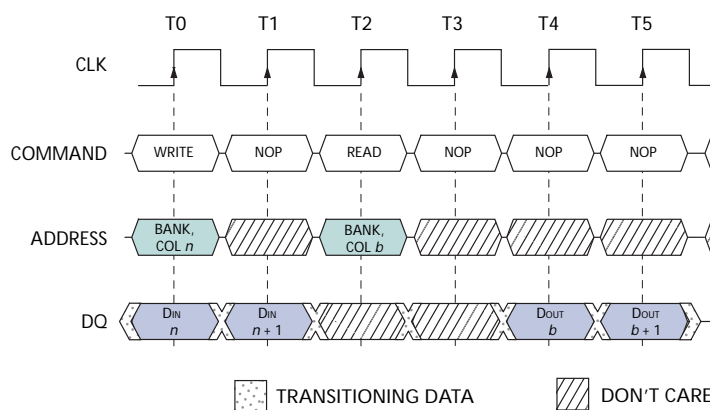 T0 T1 T2 T3 T4 T5
CLK
COMMAND WRITE NOP READ NOP NOP NOP
ADDRESS BANK, COL n BANK, COL b
DQ DIN n DIN n + 1 DOUT b DOUT b + 1
TRANSITIONING DATA DON'T CARE